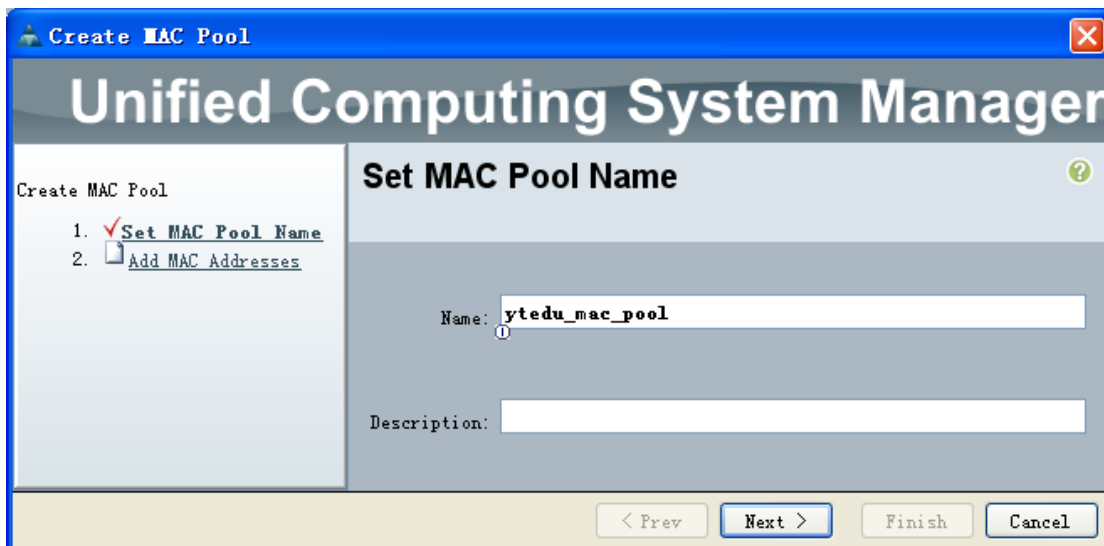 Create MAC Pool
Unified Computing System Manager
Create MAC Pool
1. Set MAC Pool Name
2. Add MAC Addresses
Set MAC Pool Name
?
Name: ytedu_mac_pool
Description:
< Prev Next > Finish Cancel